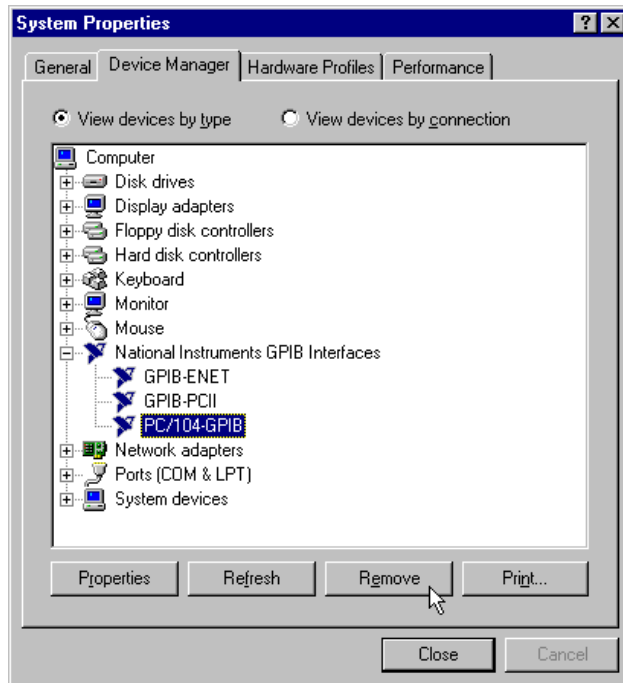 System Properties
General Device Manager Hardware Profiles Performance
View devices by type View devices by connection
Computer
Disk drives
Display adapters
Floppy disk controllers
Hard disk controllers
Keyboard
Monitor
Mouse
National Instruments GPIB Interfaces
GPIB-ENET
GPIB-PCII
PC/104-GPIB
Network adapters
Ports (COM & LPT)
System devices
Properties Refresh Remove Print...
Close Cancel